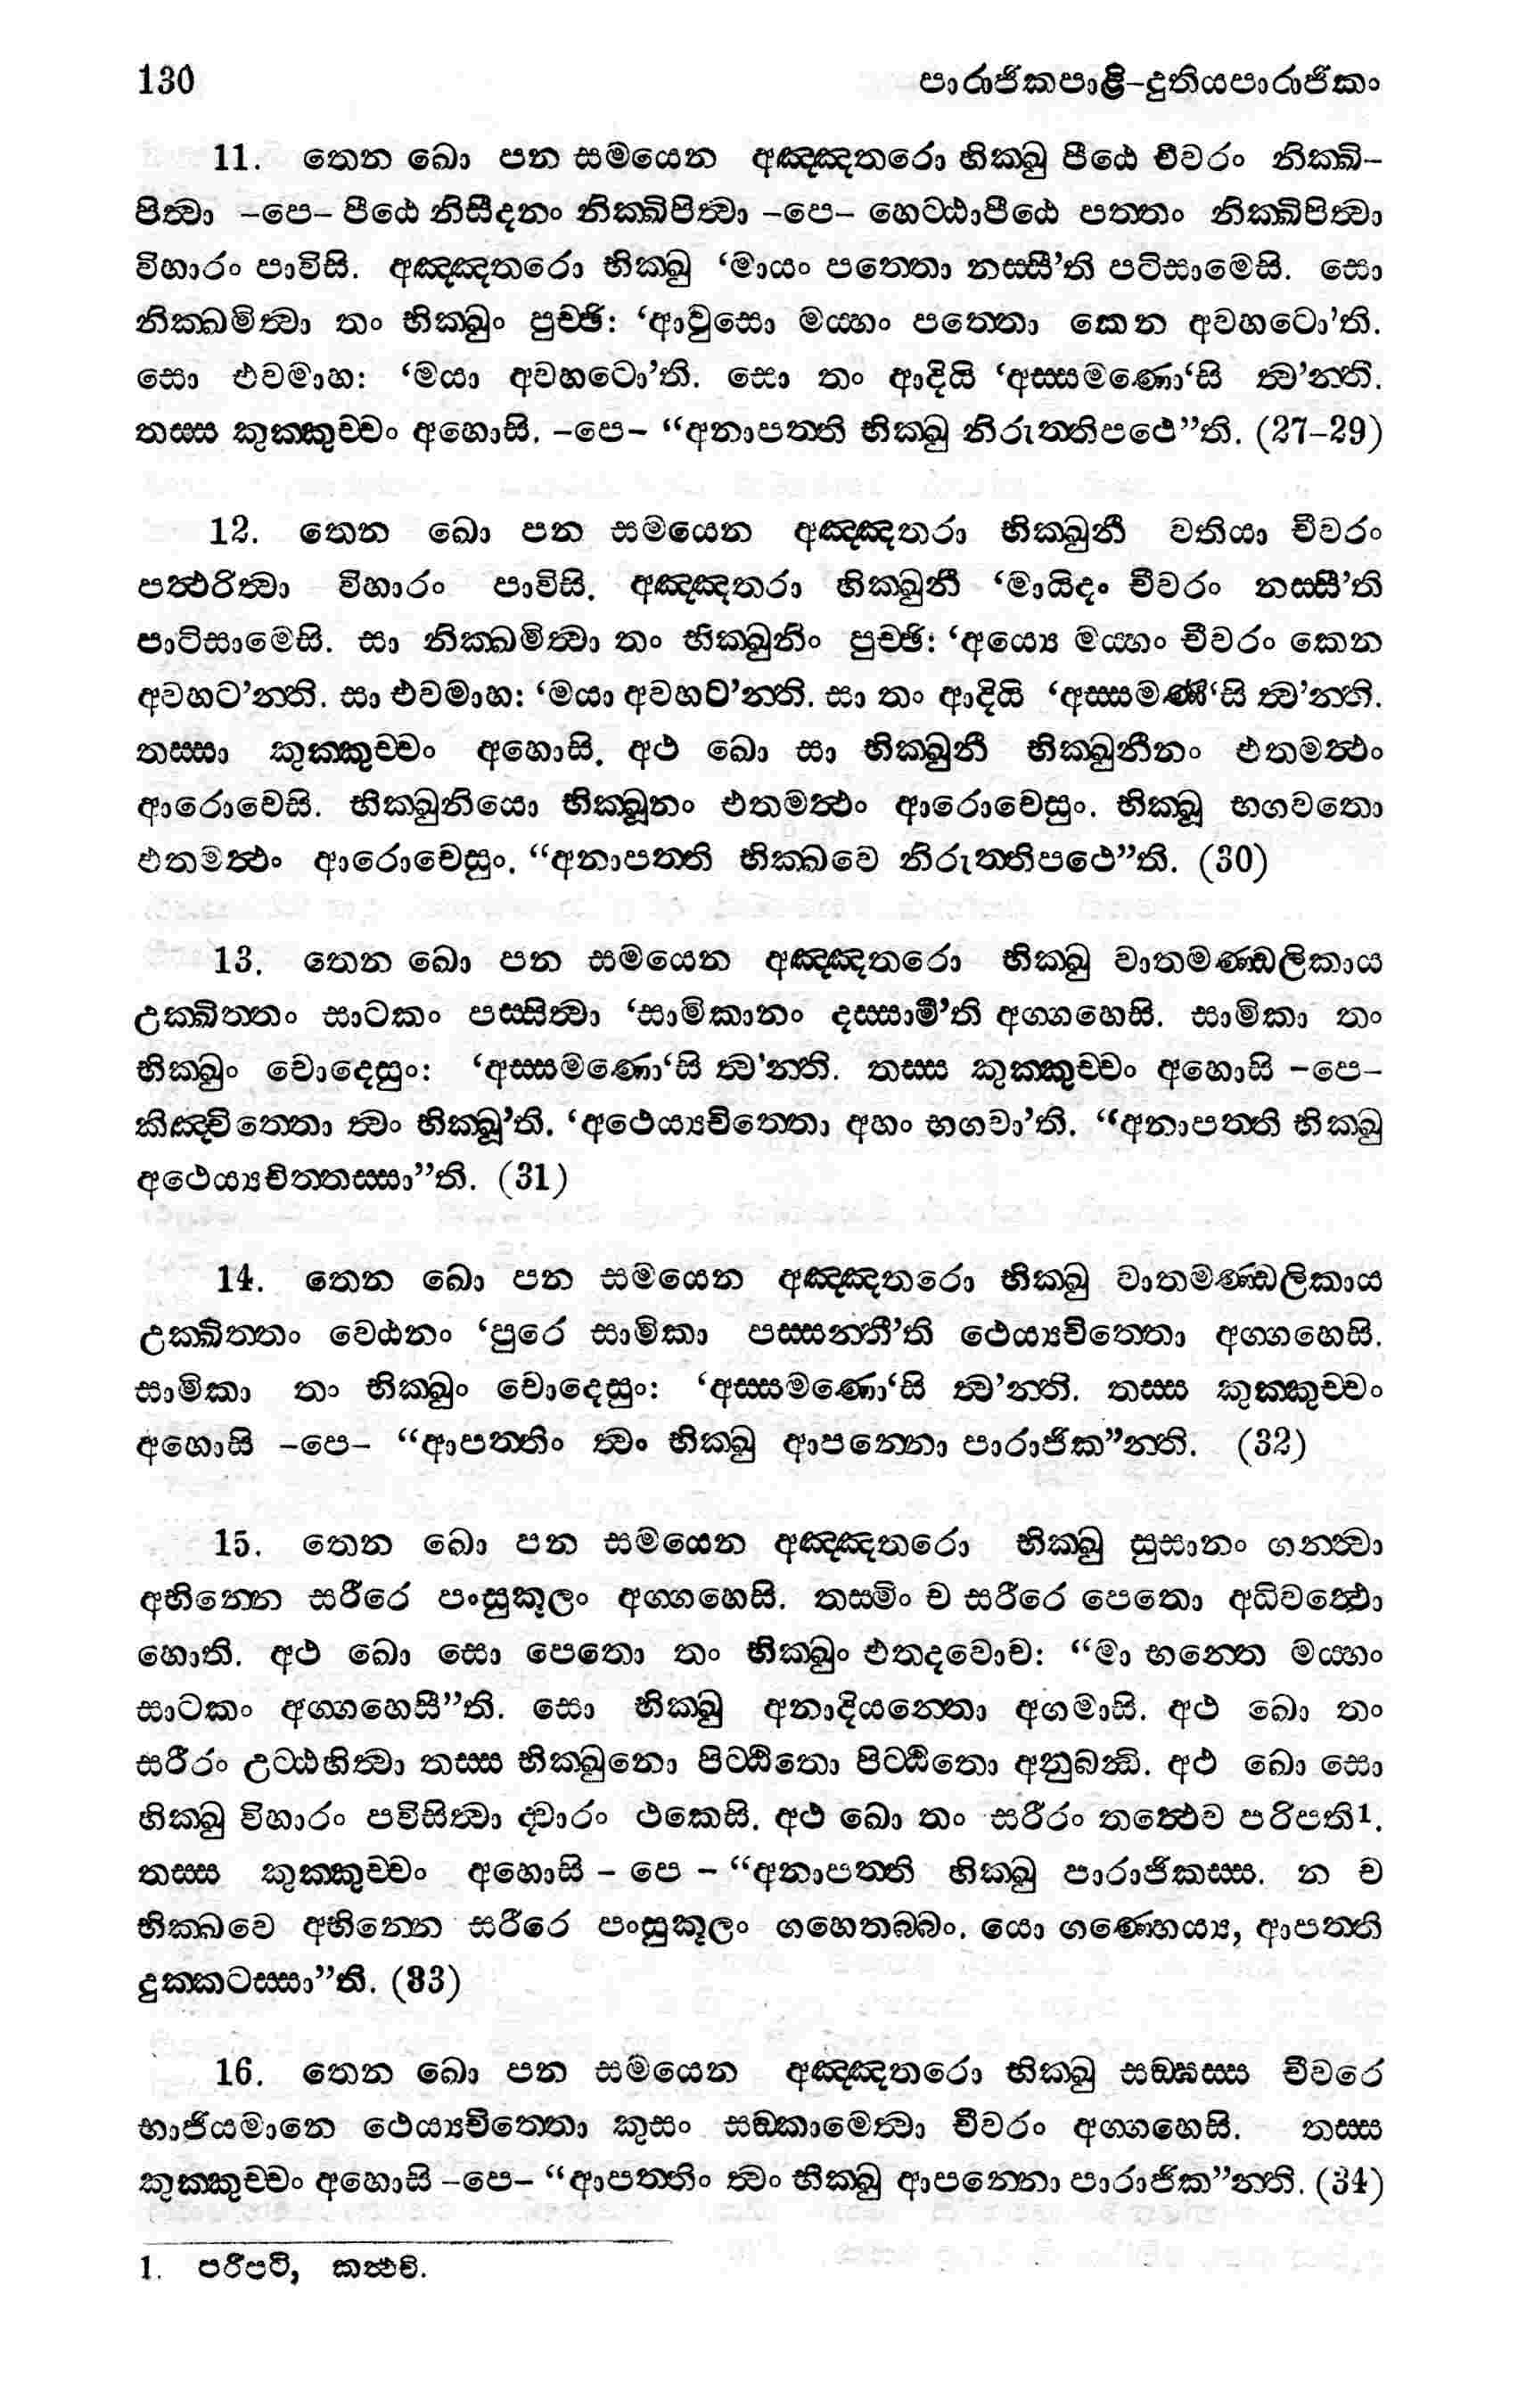 130 පාරාජිකපාළි-දුතියපාරාජිකං
11. තෙන ඛො පන සමයෙන අඤ්ඤතරො භික්ඛු පීඨෙ චීවරං නික්ඛි-
පිත්වා -පෙ- පීඨෙ නිසීදනං නික්ඛිපිත්වා -පෙ- හෙට්ඨාපීඨෙ පත්තං නික්ඛිපිත්වා
විහාරං පාවිසි. අඤ්ඤතරො භික්ඛු ‘මායං පත්තො නස්සී’ති පටිසාමෙසි. සො
නික්ඛමිත්වා තං භික්ඛුං පුච්ඡි: ‘ආවුසො මය්හං පත්තො කෙන අවහටො’ති.
සො එවමාහ: ‘මයා අවහටො’ති. සො තං ආදියි ‘අස්සමණො‘සි ත්ව’න්ති.
තස්ස කුක්කුච්චං අහොසි. -පෙ- “අනාපත්ති භික්ඛු නිරුත්තිපථෙ”ති. (27-29)
12. තෙන ඛො පන සමයෙන අඤ්ඤතරා භික්ඛුනී වතියා චීවරං
පත්ථරිත්වා විහාරං පාවිසි. අඤ්ඤතරා භික්ඛුනී ‘මායිදං චීවරං නස්සී’ති
පාටිසාමෙසි. සා නික්ඛමිත්වා තං භික්ඛුනිං පුච්ඡි: ‘අය්යෙ මය්හං චීවරං කෙන
අවහට’න්ති. සා එවමාහ: ‘මයා අවහට’න්ති. සා තං ආදියි ‘අස්සමණී‘සි ත්ව’න්ති.
තස්සා කුක්කුච්චං අහොසි. අථ ඛො සා භික්ඛුනී භික්ඛුනීනං එතමත්ථං
ආරොචෙසි. භික්ඛුනියො භික්ඛූනං එතමත්ථං ආරොචෙසුං. භික්ඛූ භගවතො
එතමත්ථං ආරොචෙසුං. “අනාපත්ති භික්ඛවෙ නිරුත්තිපථෙ”ති. (30)
13. තෙන ඛො පන සමයෙන අඤ්ඤතරො භික්ඛු වාතමණ්ඩලිකාය
උක්ඛිත්තං සාටකං පස්සිත්වා ‘සාමිකානං දස්සාමී’ති අග්ගහෙසි. සාමිකා තං
භික්ඛුං චොදෙසුං: ‘අස්සමණො‘සි ත්ව’න්ති. තස්ස කුක්කුච්චං අහොසි -පෙ-
කිඤ්චිත්තො ත්වං භික්ඛූ’ති. ‘අථෙය්යචිත්තො අහං භගවා’ති. “අනාපත්ති භික්ඛු
අථෙය්යචිත්තස්සා”ති. (31)
14. තෙන ඛො පන සමයෙන අඤ්ඤතරො භික්ඛු වාතමණ්ඩලිකාය
උක්ඛිත්තං වෙඨනං ‘පුරෙ සාමිකා පස්සන්තී’ති ථෙය්යචිත්තො අග්ගහෙසි.
සාමිකා තං භික්ඛුං චොදෙසුං: ‘අස්සමණො‘සි ත්ව’න්ති. තස්ස කුක්කුච්චං
අහොසි -පෙ- “ආපත්තිං ත්වං භික්ඛු ආපන්නො පාරාජික”න්ති. (32)
15. තෙන ඛො පන සමයෙන අඤ්ඤතරො භික්ඛු සුසානං ගන්ත්වා
අභින්නෙ සරීරෙ පංසුකූලං අග්ගහෙසි. තස්මිං ච සරීරෙ පෙතො අධිවත්ථො
හොති. අථ ඛො සො පෙතො තං භික්ඛුං එතදවොච: “මා භන්තෙ මය්හං
සාටකං අග්ගහෙසී”ති. සො භික්ඛු අනාදියන්තො අගමාසි. අථ ඛො තං
සරීරං උට්ඨහිත්වා තස්ස භික්ඛුනො පිට්ඨිතො පිට්ඨිතො අනුබන්ධි. අථ ඛො සො
භික්ඛු විහාරං පවිසිත්වා ද්වාරං ථකෙසි. අථ ඛො තං සරීරං තත්ථෙව පරිපති1.
තස්ස කුක්කුච්චං අහොසි - පෙ - “අනාපත්ති භික්ඛු පාරාජිකස්ස. න ච
භික්ඛවෙ අභින්නෙ සරීරෙ පංසුකූලං ගහෙතබ්බං. යො ගණ්හෙය්ය, ආපත්ති
දුක්කටස්සා”ති. (33)
16. තෙන ඛො පන සමයෙන අඤ්ඤතරො භික්ඛු සඞ්ඝස්ස චීවරෙ
භාජියමානෙ ථෙය්යචිත්තො කුසං සඞ්කාමෙත්වා චීවරං අග්ගහෙසි. තස්ස
කුක්කුච්චං අහොසි -පෙ- “ආපත්තිං ත්වං භික්ඛු ආපන්නො පාරාජික”න්ති. (34)
1. පරිපටි, කත්ථචි.